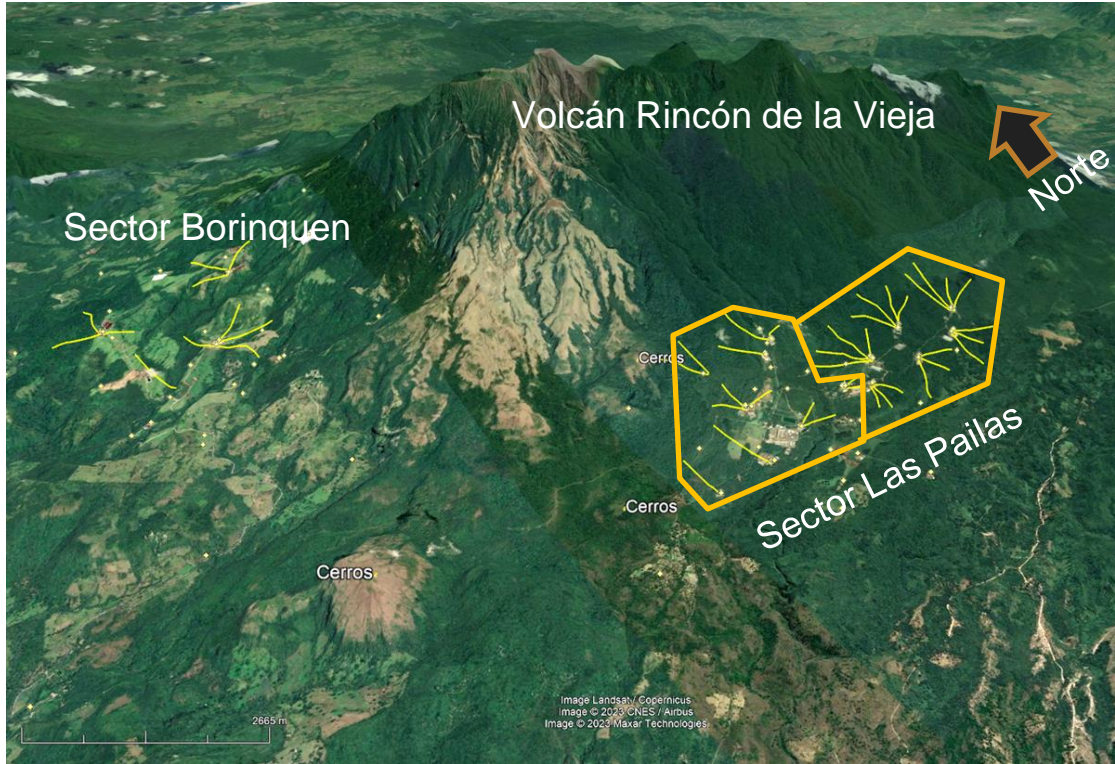 Volcán Rincón de la Vieja
Norte
Sector Borinquen
Cerros
Sector Las Pailas
Cerros
Cerros
Image Landsat / Copernicus
Image © 2023 CNES / Airbus
Image © 2023 Maxar Technologies
2665 m